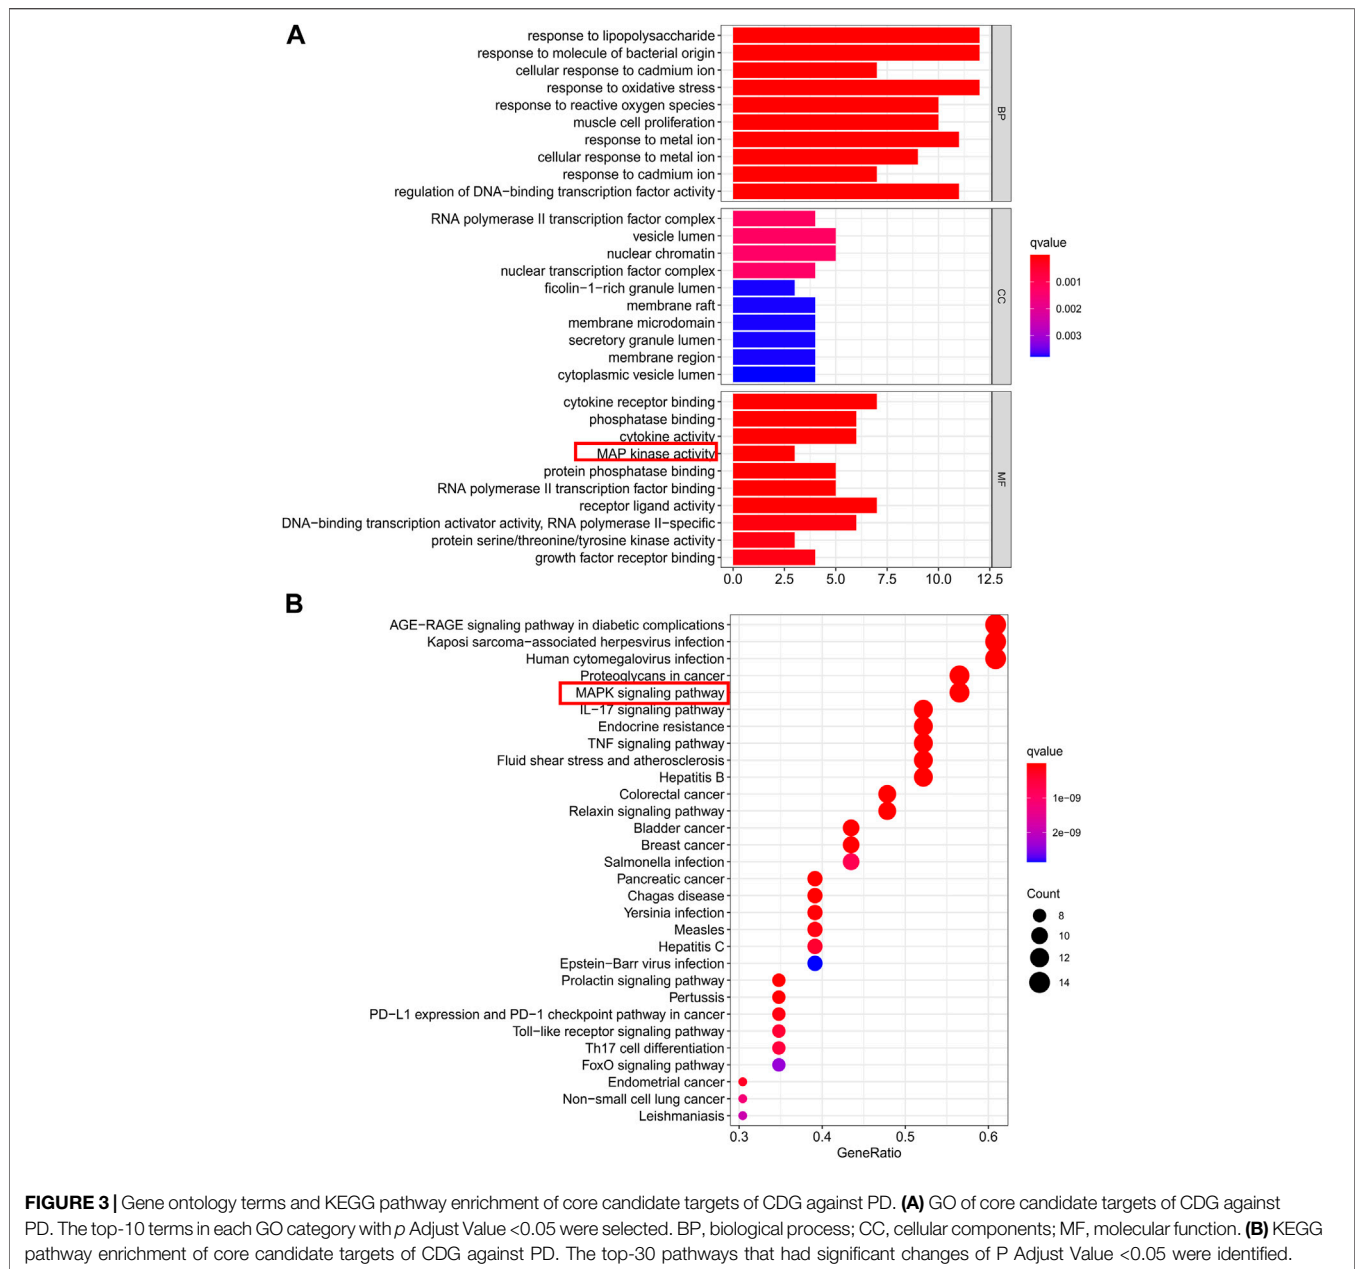 A
response to lipopolysaccharide
response to molecule of bacterial origin
cellular response to cadmium ion
response to oxidative stress
response to reactive oxygen species
muscle cell proliferation
response to metal ion
cellular response to metal ion
response to cadmium ion
regulation of DNA−binding transcription factor activity
BP
RNA polymerase II transcription factor complex
vesicle lumen
nuclear chromatin
nuclear transcription factor complex
ficolin−1−rich granule lumen
membrane raft
membrane microdomain
secretory granule lumen
membrane region
cytoplasmic vesicle lumen
CC
cytokine receptor binding
phosphatase binding
cytokine activity
MAP kinase activity
protein phosphatase binding
RNA polymerase II transcription factor binding
receptor ligand activity
DNA−binding transcription activator activity, RNA polymerase II−specific
protein serine/threonine/tyrosine kinase activity
growth factor receptor binding
MF
0.0 2.5 5.0 7.5 10.0 12.5
qvalue
0.001
0.002
0.003
B
AGE−RAGE signaling pathway in diabetic complications
Kaposi sarcoma−associated herpesvirus infection
Human cytomegalovirus infection
Proteoglycans in cancer
MAPK signaling pathway
IL−17 signaling pathway
Endocrine resistance
TNF signaling pathway
Fluid shear stress and atherosclerosis
Hepatitis B
Colorectal cancer
Relaxin signaling pathway
Bladder cancer
Breast cancer
Salmonella infection
Pancreatic cancer
Chagas disease
Yersinia infection
Measles
Hepatitis C
Epstein−Barr virus infection
Prolactin signaling pathway
Pertussis
PD−L1 expression and PD−1 checkpoint pathway in cancer
Toll−like receptor signaling pathway
Th17 cell differentiation
FoxO signaling pathway
Endometrial cancer
Non−small cell lung cancer
Leishmaniasis
0.3 0.4 0.5 0.6
GeneRatio
qvalue
1e−09
2e−09
Count
8
10
12
14
FIGURE 3 | Gene ontology terms and KEGG pathway enrichment of core candidate targets of CDG against PD. (A) GO of core candidate targets of CDG against
PD. The top-10 terms in each GO category with p Adjust Value <0.05 were selected. BP, biological process; CC, cellular components; MF, molecular function. (B) KEGG
pathway enrichment of core candidate targets of CDG against PD. The top-30 pathways that had significant changes of P Adjust Value <0.05 were identified.